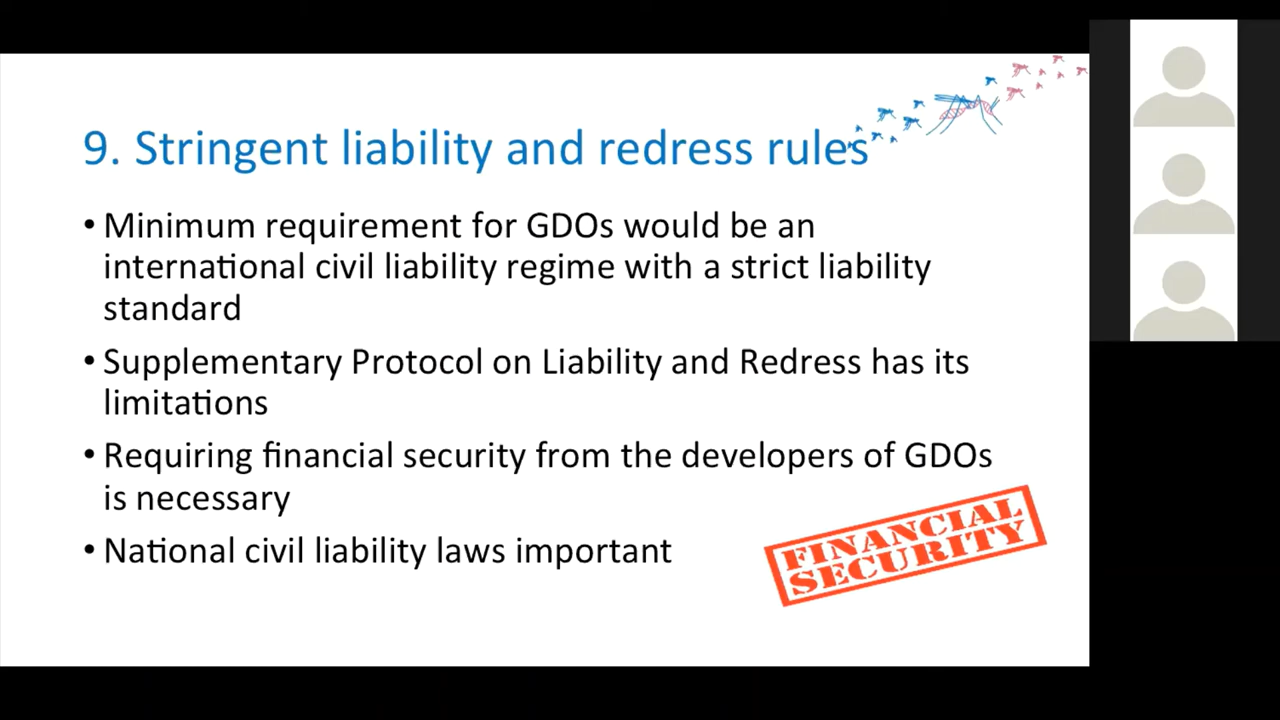 9. Stringent liability and redress rules
• Minimum requirement for GDOs would be an
international civil liability regime with a strict liability
standard
• Supplementary Protocol on Liability and Redress has its
limitations
• Requiring financial security from the developers of GDOs
is necessary
• National civil liability laws important
FINANCIAL
SECURITY